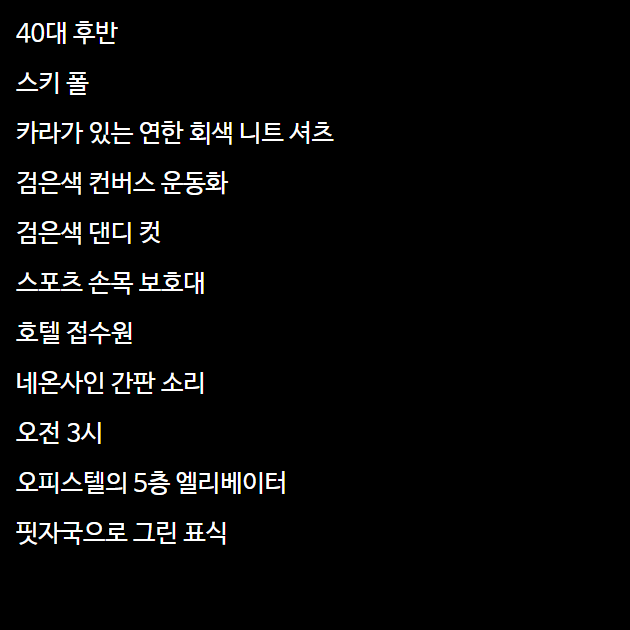 40대 후반
스키 폴
카라가 있는 연한 회색 니트 셔츠
검은색 컨버스 운동화
검은색 댄디 컷
스포츠 손목 보호대
호텔 접수원
네온사인 간판 소리
오전 3시
오피스텔의 5층 엘리베이터
핏자국으로 그린 표식